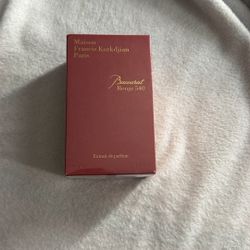 Maison
Francis Kurkdjian
Paris
Baccarat
Rouge 540
Extrait de parfum